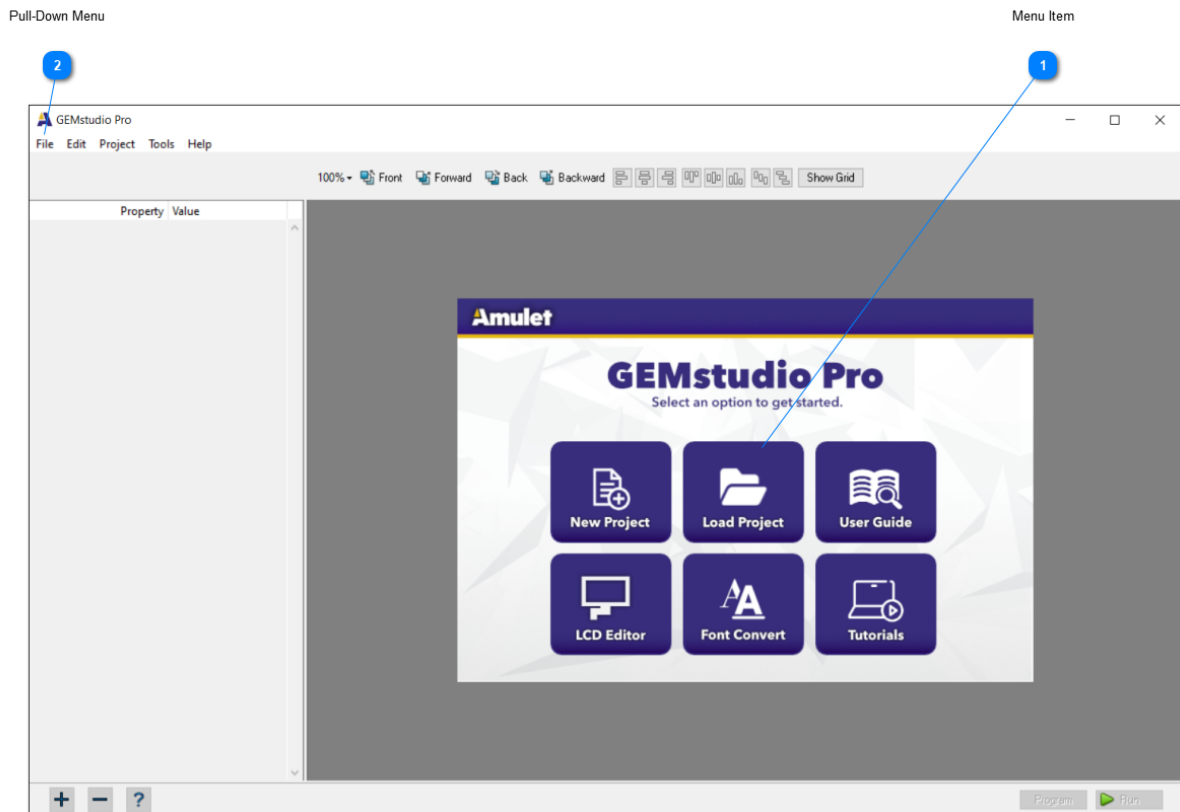 Pull-Down Menu Menu Item
2 1
GEMstudio Pro
File Edit Project Tools Help
100% Front Forward Back Backward Show Grid
Property Value
Amulet
GEMstudio Pro
Select an option to get started.
New Project Load Project User Guide
LCD Editor Font Convert Tutorials
Program Run